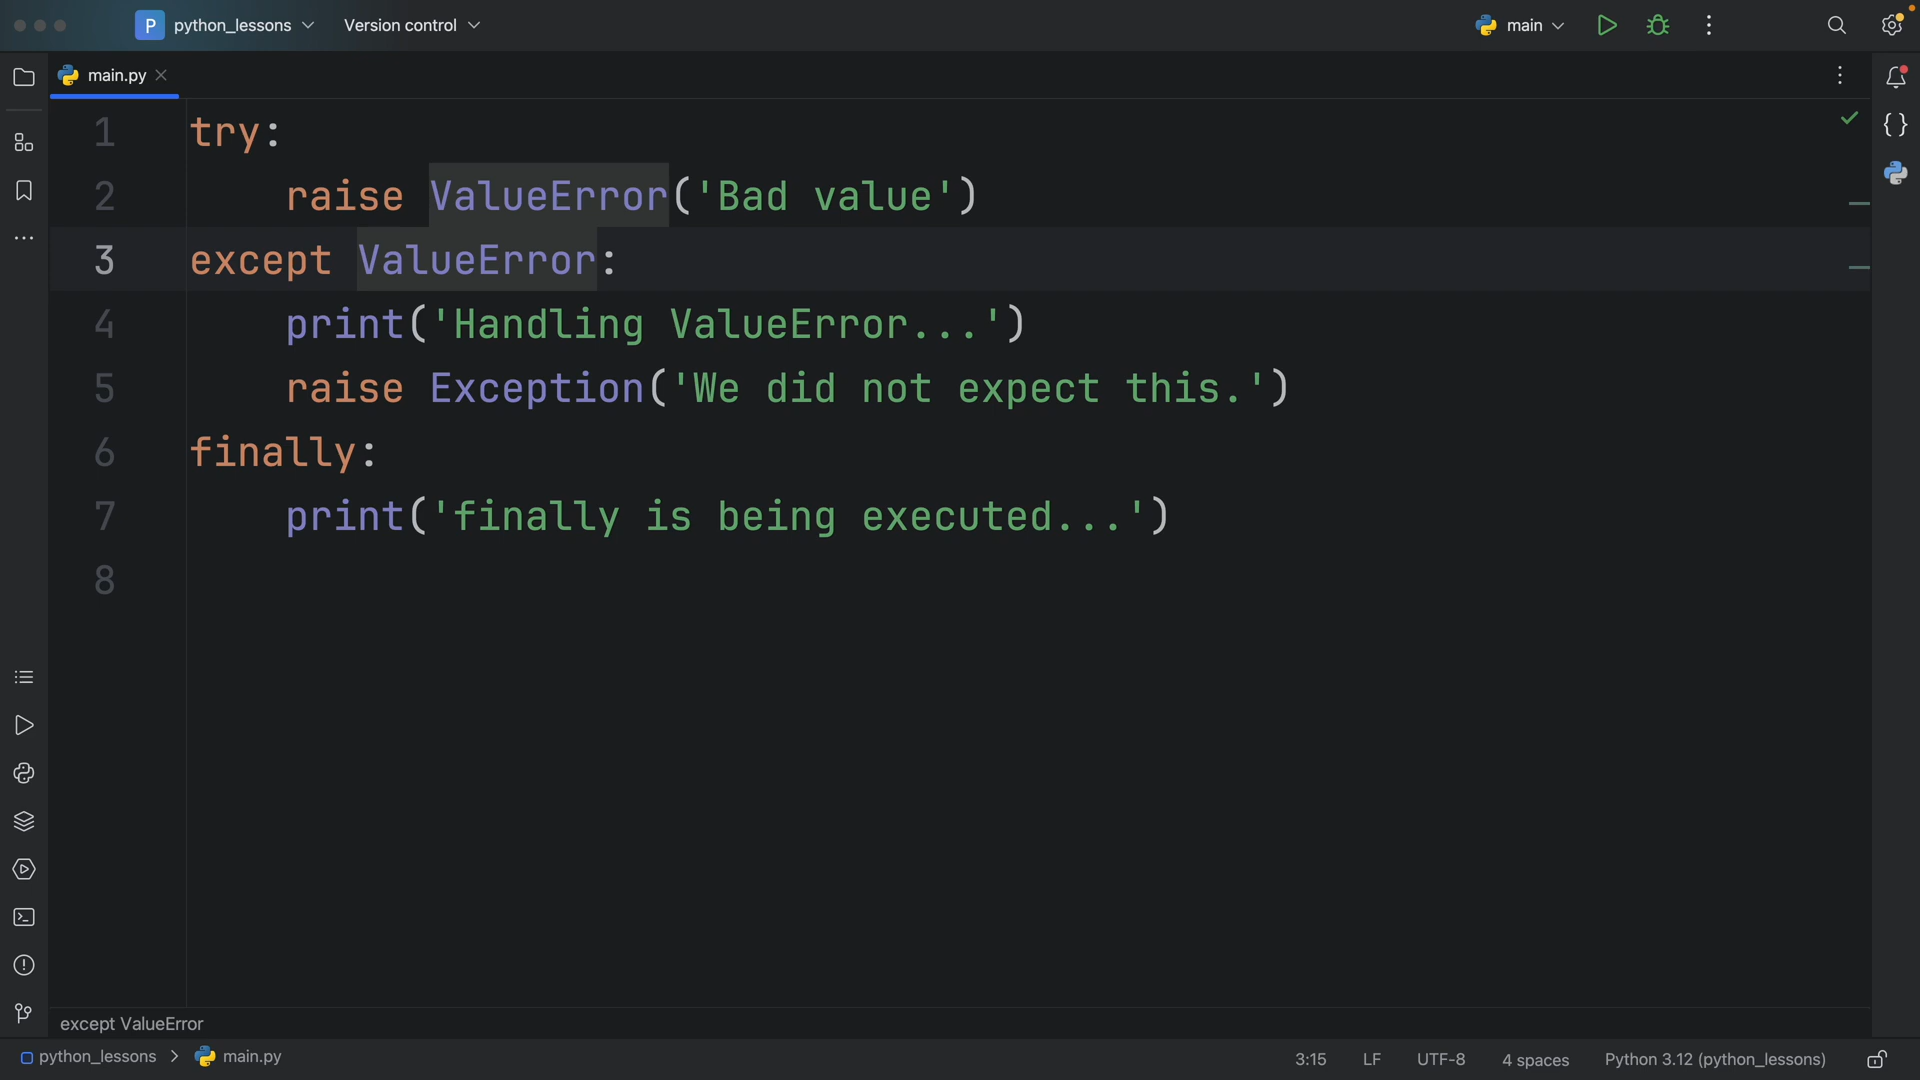 P python_lessons Version control main
main.py
1 try:
2     raise ValueError('Bad value')
3 except ValueError:
4     print('Handling ValueError...')
5     raise Exception('We did not expect this.')
6 finally:
7     print('finally is being executed...')
8
except ValueError
python_lessons > main.py 3:15 LF UTF-8 4 spaces Python 3.12 (python_lessons)